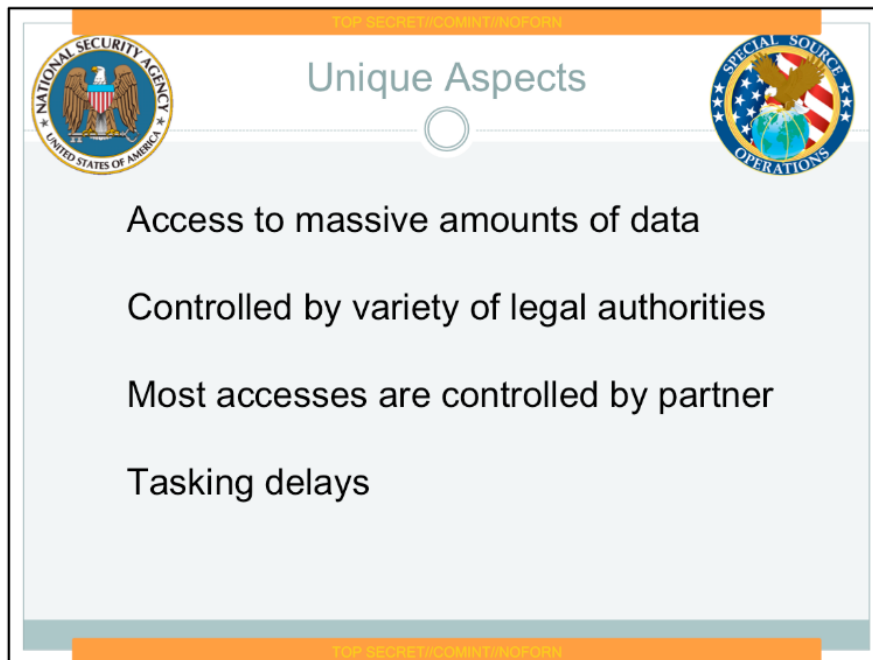 TOP SECRET//COMINT//NOFORN
NATIONAL SECURITY AGENCY
UNITED STATES OF AMERICA
Unique Aspects
SPECIAL SOURCE
OPERATIONS
Access to massive amounts of data
Controlled by variety of legal authorities
Most accesses are controlled by partner
Tasking delays
TOP SECRET//COMINT//NOFORN